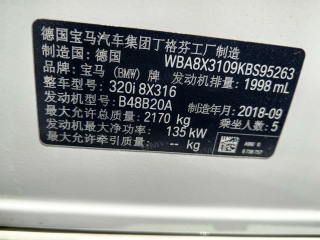 德国宝马汽车集团丁格芬工厂制造
制造国：德国 WBA8X3109KBS95263
品牌：宝马 (BMW) 牌 发动机排量：1998 mL
整车型号：320i 8X316
发动机型号：B48B20A 制造年月：2018-09
最大允许总质量：2170 kg 乘坐人数：5
发动机最大净功率：135 kW
最大允许牵引质量：-- kg